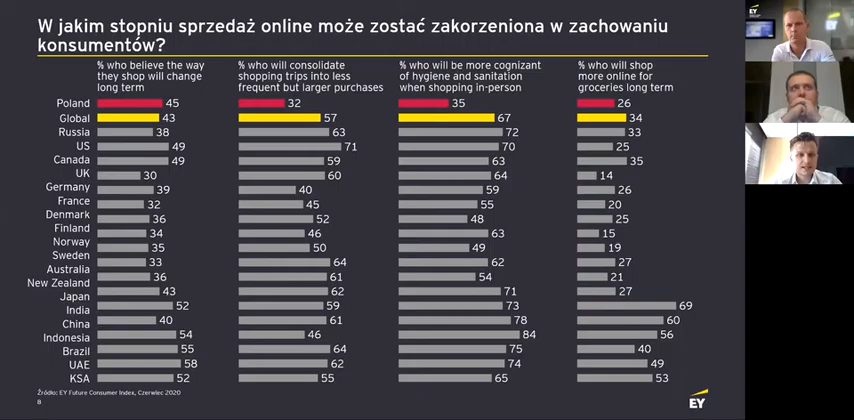 W jakim stopniu sprzedaż online może zostać zakorzeniona w zachowaniu
konsumentów?
% who believe the way
they shop will change
long term
% who will consolidate
shopping trips into less
frequent but larger purchases
% who will be more cognizant
of hygiene and sanitation
when shopping in-person
% who will shop
more online for
groceries long term
Poland
Global
Russia
US
Canada
UK
Germany
France
Denmark
Finland
Norway
Sweden
Australia
New Zealand
Japan
India
China
Indonesia
Brazil
UAE
KSA
45
43
38
49
49
30
39
32
36
34
35
33
36
43
52
40
54
55
58
52
32
57
63
71
59
60
40
45
52
46
50
64
61
62
59
61
46
64
62
55
35
67
72
70
63
64
59
55
48
63
49
62
54
71
73
78
84
75
74
65
26
34
33
25
35
14
26
20
25
15
19
27
21
27
69
60
56
40
49
53
Źródło: EY Future Consumer Index, Czerwiec 2020
8
EY
EY